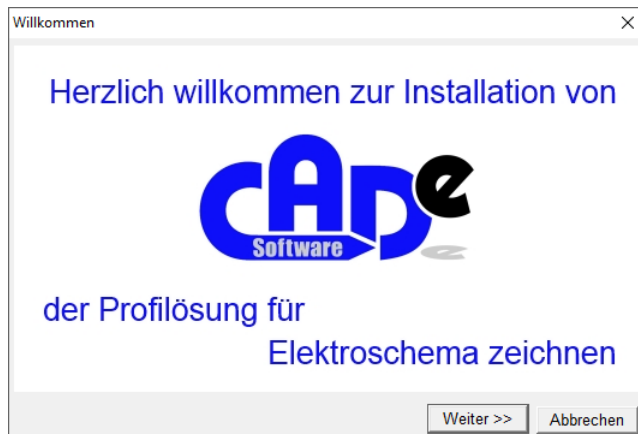 Willkommen
Herzlich willkommen zur Installation von
CADe
Software
der Profilösung für
Elektroschema zeichnen
Weiter >>
Abbrechen